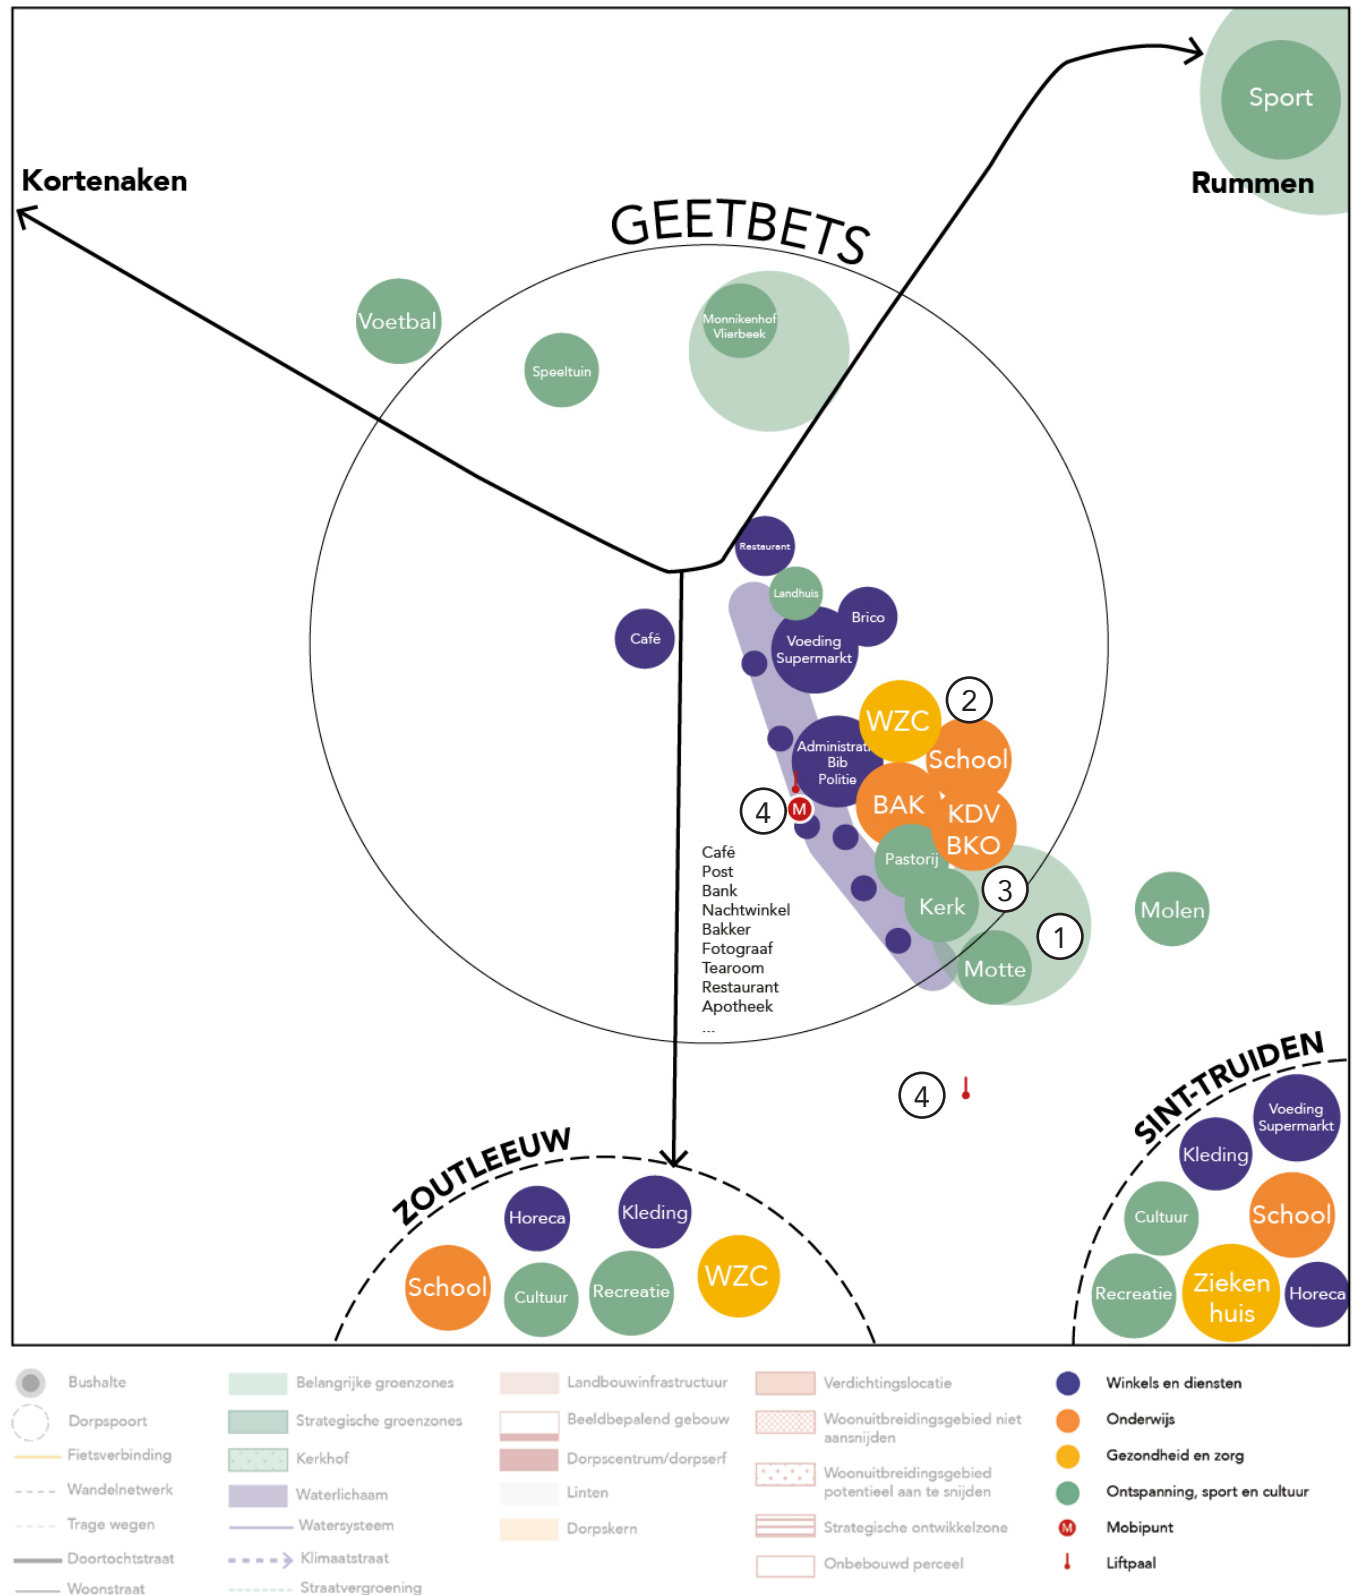 Sport
Kortenaken
Rummen
GEETBETS
Voetbal
Monnikenhof
Vlierbeek
Speeltuin
Restaurant
Landhuis
Brico
Café
Voeding
Supermarkt
2
WZC
School
Administrati
Bib
Politie
BAK
KDV
BKO
4
M
Café
Post
Bank
Nachtwinkel
Bakker
Fotograaf
Tearoom
Restaurant
Apotheek
...
Pastorij
3
Kerk
1
Molen
Motte
4
SINT-TRUIDEN
Voeding
Supermarkt
Kleding
Cultuur
School
Recreatie
Zieken
huis
Horeca
ZOUTLEEUW
Horeca
Kleding
School
Cultuur
Recreatie
WZC
Bushalte
Dorpspoort
Fietsverbinding
Wandelnetwerk
Trage wegen
Doortochtstraat
Woonstraat
Belangrijke groenzones
Strategische groenzones
Kerkhof
Waterlichaam
Watersysteem
Klimaatstraat
Straatvergroening
Landbouwinfrastructuur
Beeldbepalend gebouw
Dorpscentrum/dorpserf
Linten
Dorpskern
Verdichtingslocatie
Woonuitbreidingsgebied niet
aansnijden
Woonuitbreidingsgebied
potentieel aan te snijden
Strategische ontwikkelzone
Onbebouwd perceel
Winkels en diensten
Onderwijs
Gezondheid en zorg
Ontspanning, sport en cultuur
M
Mobipunt
Liftpaal